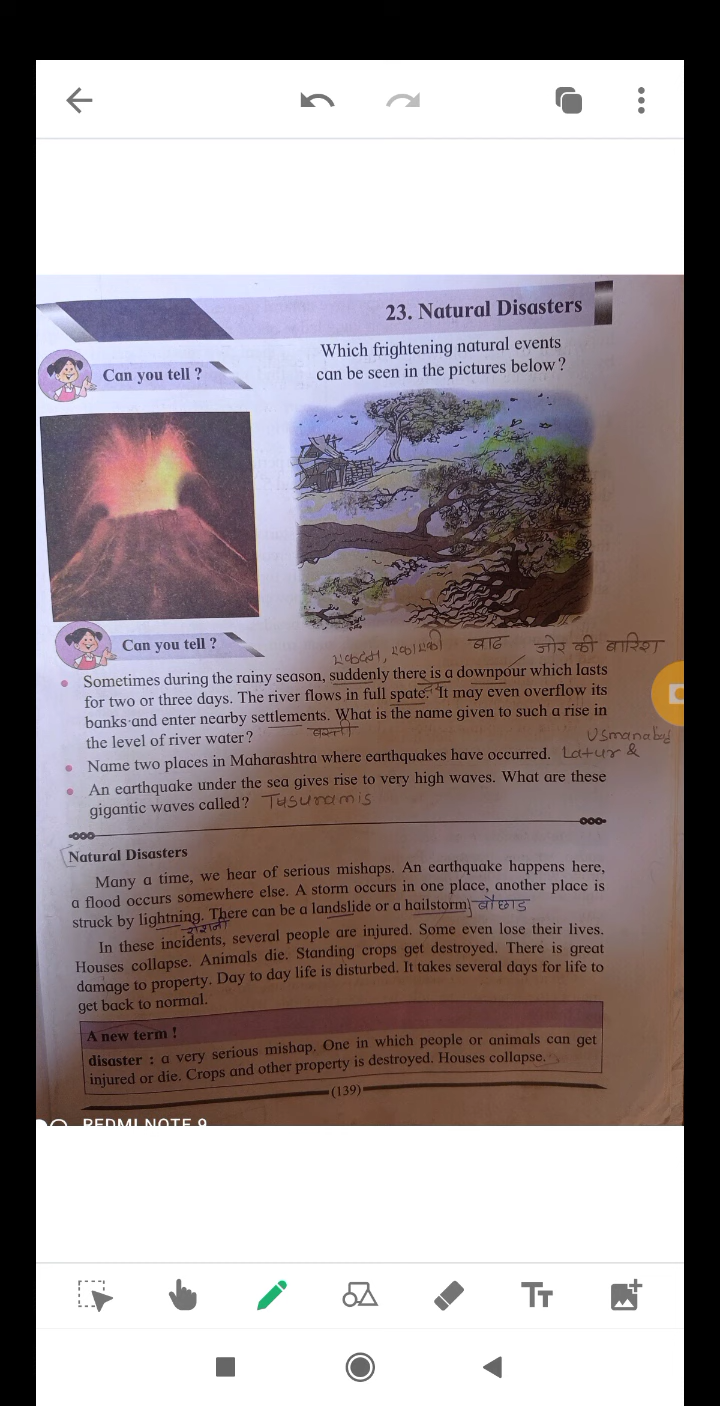 23. Natural Disasters
Can you tell ?
Which frightening natural events
can be seen in the pictures below?
Can you tell ?
एकदम, एकाएकी बाढ जोर की बारिश
Sometimes during the rainy season, suddenly there is a downpour which lasts
for two or three days. The river flows in full spate. It may even overflow its
banks and enter nearby settlements. What is the name given to such a rise in
the level of river water? बस्ती
Usmanabad
Name two places in Maharashtra where earthquakes have occurred. Latur &
An earthquake under the sea gives rise to very high waves. What are these
gigantic waves called? Tusunamis
Natural Disasters
Many a time, we hear of serious mishaps. An earthquake happens here,
a flood occurs somewhere else. A storm occurs in one place, another place is
struck by lightning. There can be a landslide or a hailstorm. बौछाड
In these incidents, several people are injured. Some even lose their lives.
Houses collapse. Animals die. Standing crops get destroyed. There is great
damage to property. Day to day life is disturbed. It takes several days for life to
get back to normal.
A new term !
disaster : a very serious mishap. One in which people or animals can get
injured or die. Crops and other property is destroyed. Houses collapse.
(139)
REDMI NOTE 9
TT